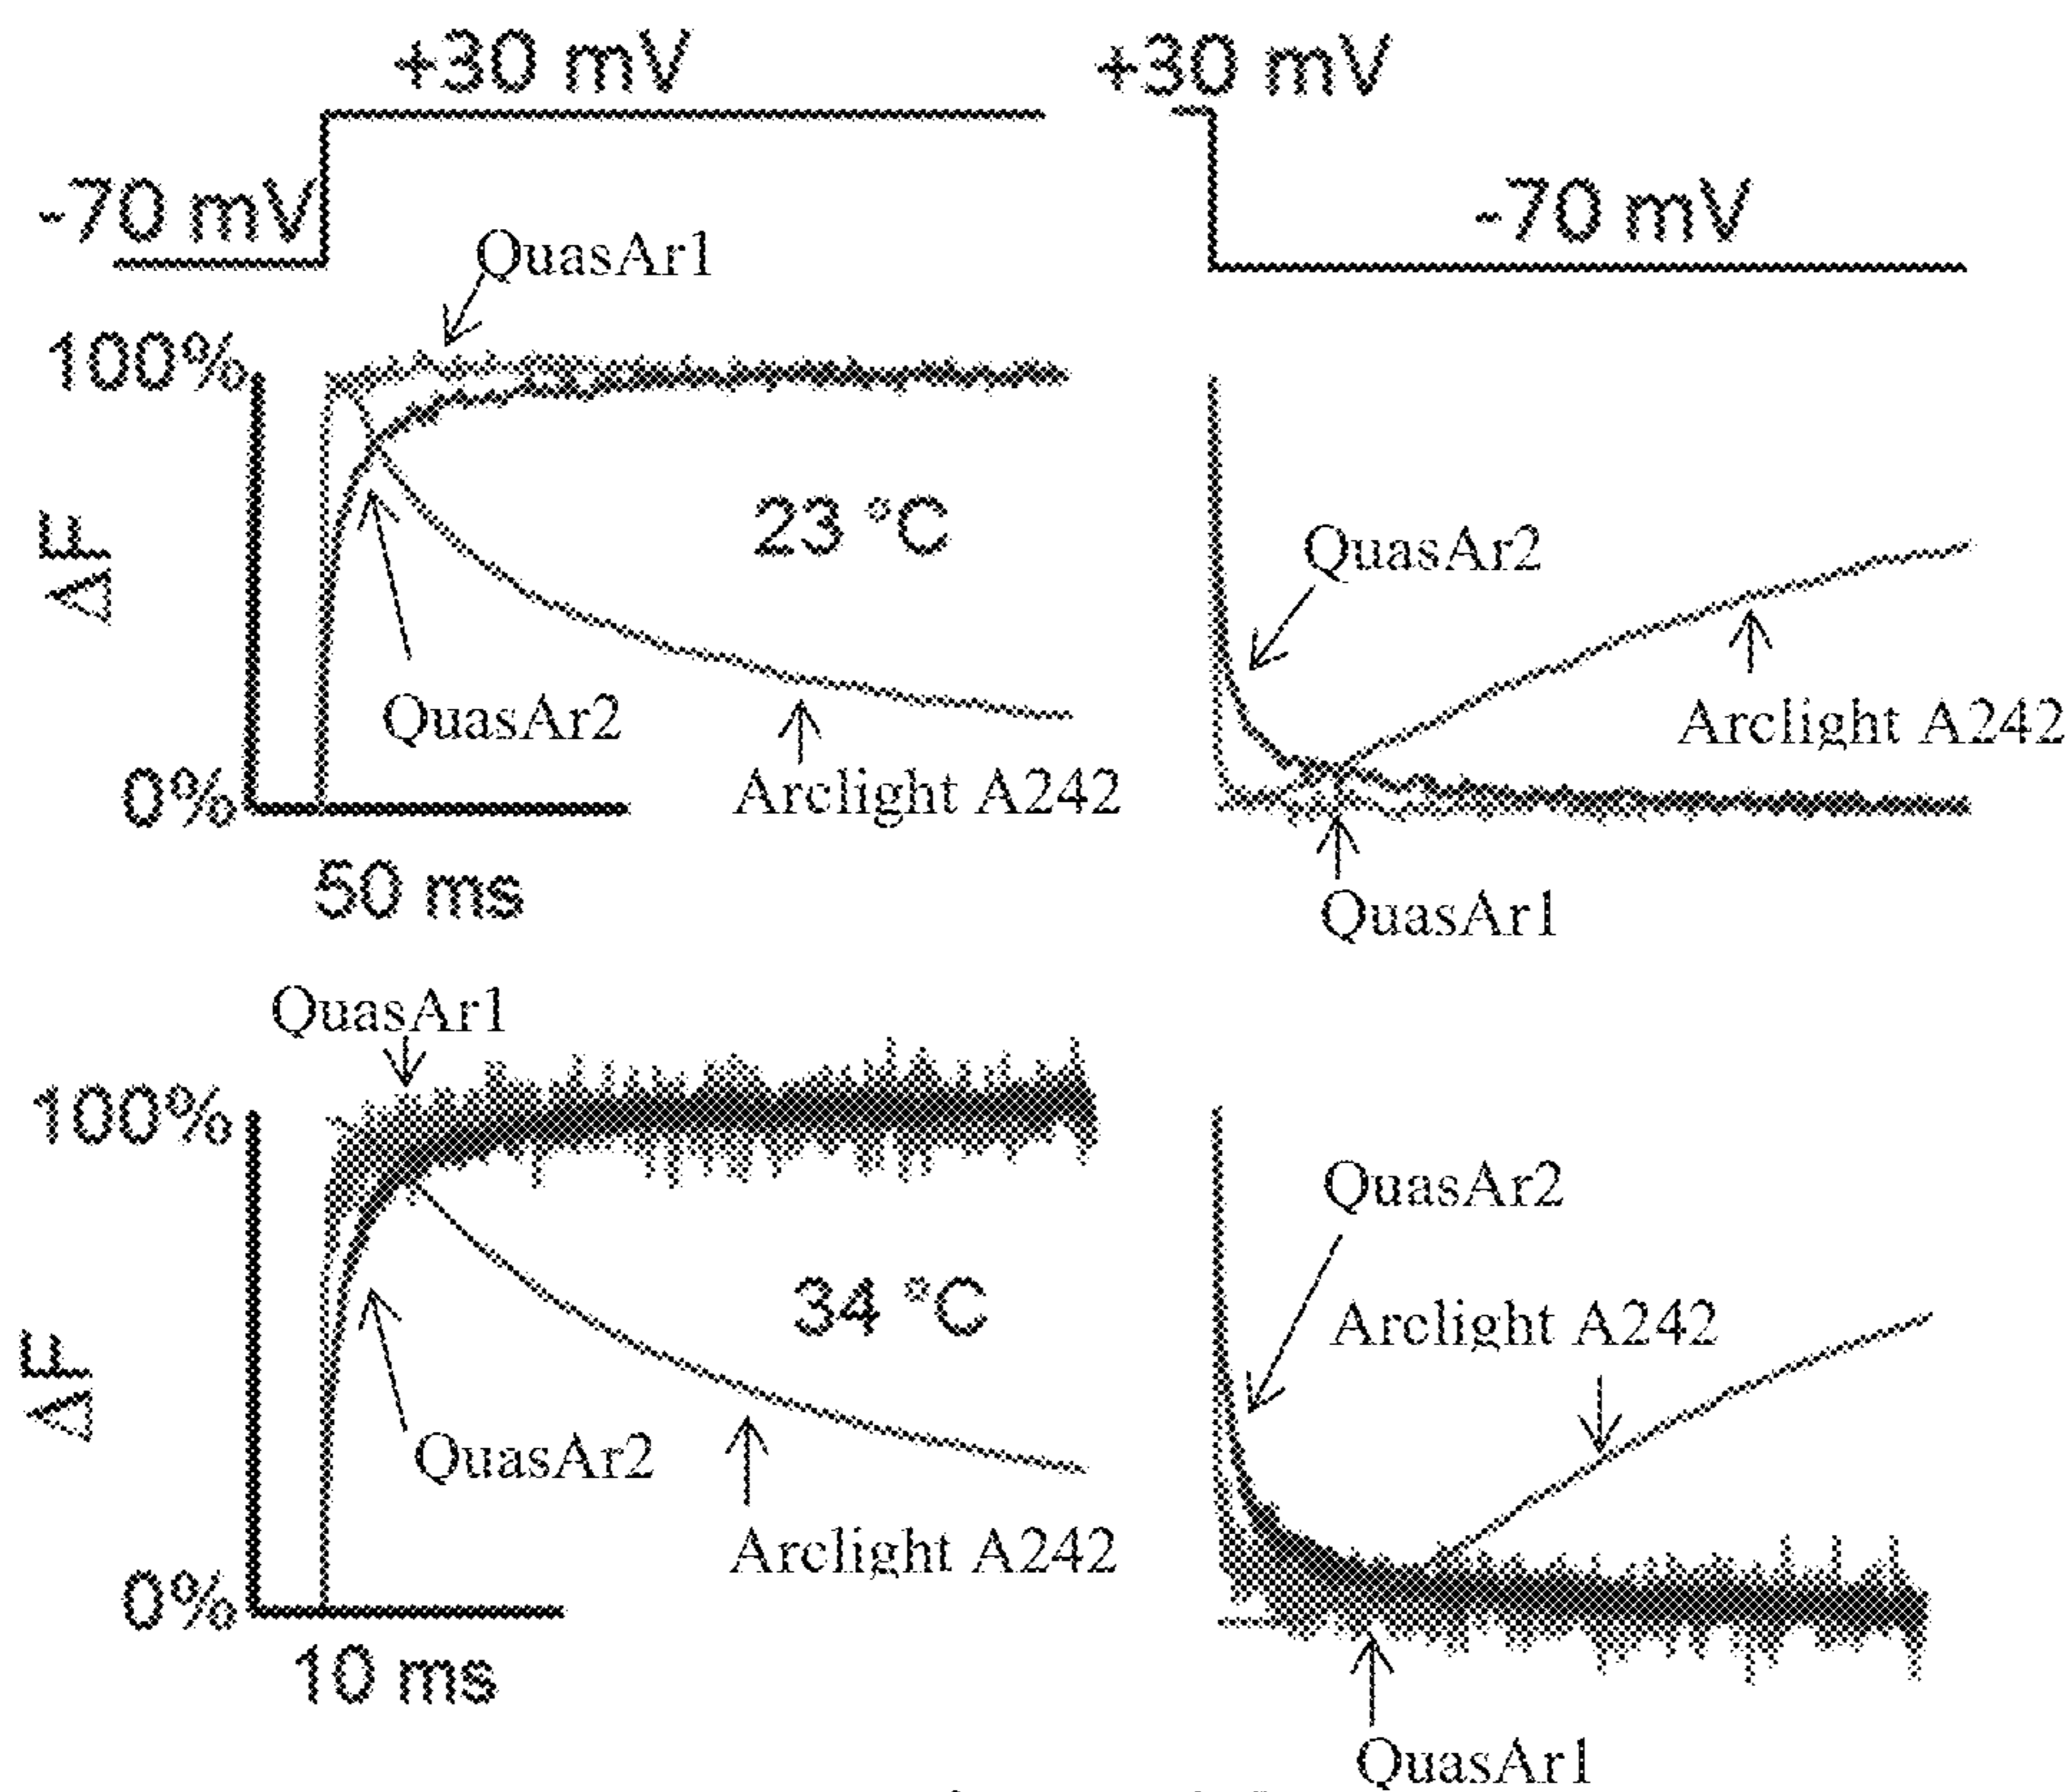 +30 mV
+30 mV
-70 mV
-70 mV
QuasAr1
100%
ΔF
23 °C
QuasAr2
QuasAr2
Arclight A242
Arclight A242
0%
50 ms
QuasAr1
QuasAr1
100%
QuasAr2
Arclight A242
34 °C
ΔF
QuasAr2
Arclight A242
0%
10 ms
QuasAr1